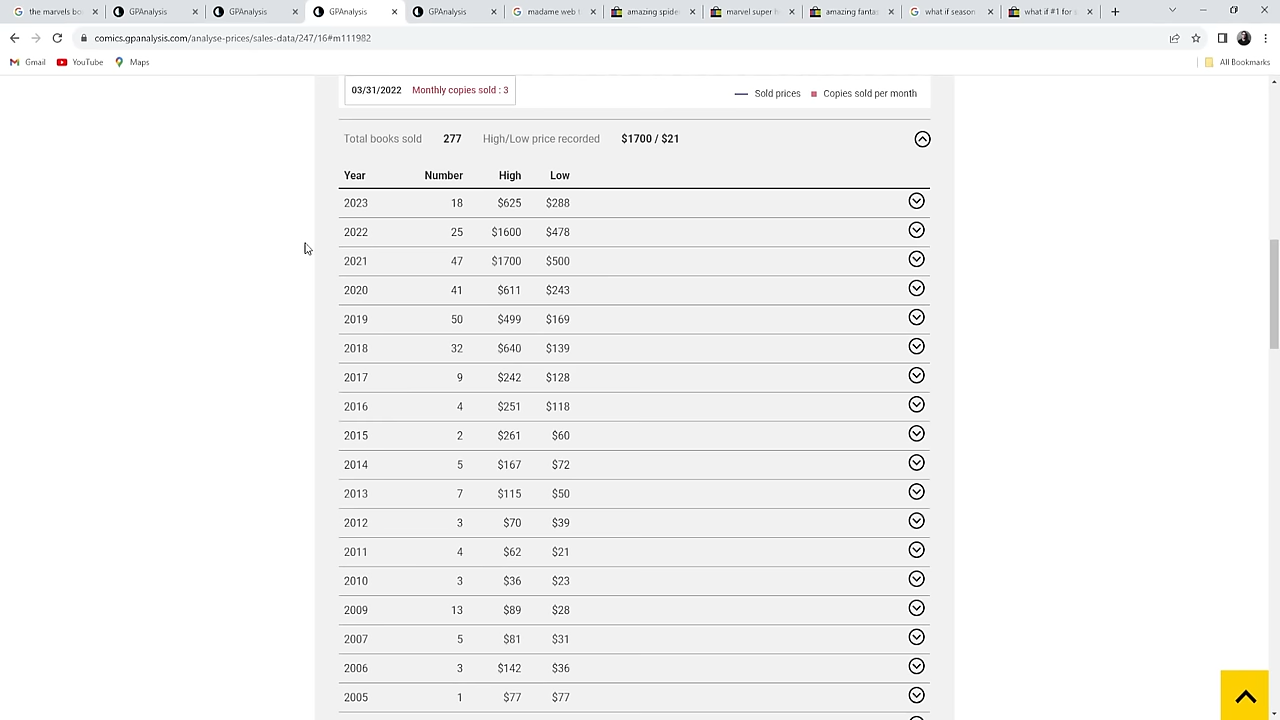 the marvels bo
GPAnalysis
GPAnalysis
GPAnalysis
GPAnalysis
madame web t
amazing spide
marvel super h
amazing fantas
what if season
what if #1 for s
comics.gpanalysis.com/analyse-prices/sales-data/247/16#m111982
Gmail YouTube Maps All Bookmarks
03/31/2022 Monthly copies sold : 3 Sold prices Copies sold per month
Total books sold 277 High/Low price recorded $1700 / $21
Year Number High Low
2023 18 $625 $288
2022 25 $1600 $478
2021 47 $1700 $500
2020 41 $611 $243
2019 50 $499 $169
2018 32 $640 $139
2017 9 $242 $128
2016 4 $251 $118
2015 2 $261 $60
2014 5 $167 $72
2013 7 $115 $50
2012 3 $70 $39
2011 4 $62 $21
2010 3 $36 $23
2009 13 $89 $28
2007 5 $81 $31
2006 3 $142 $36
2005 1 $77 $77